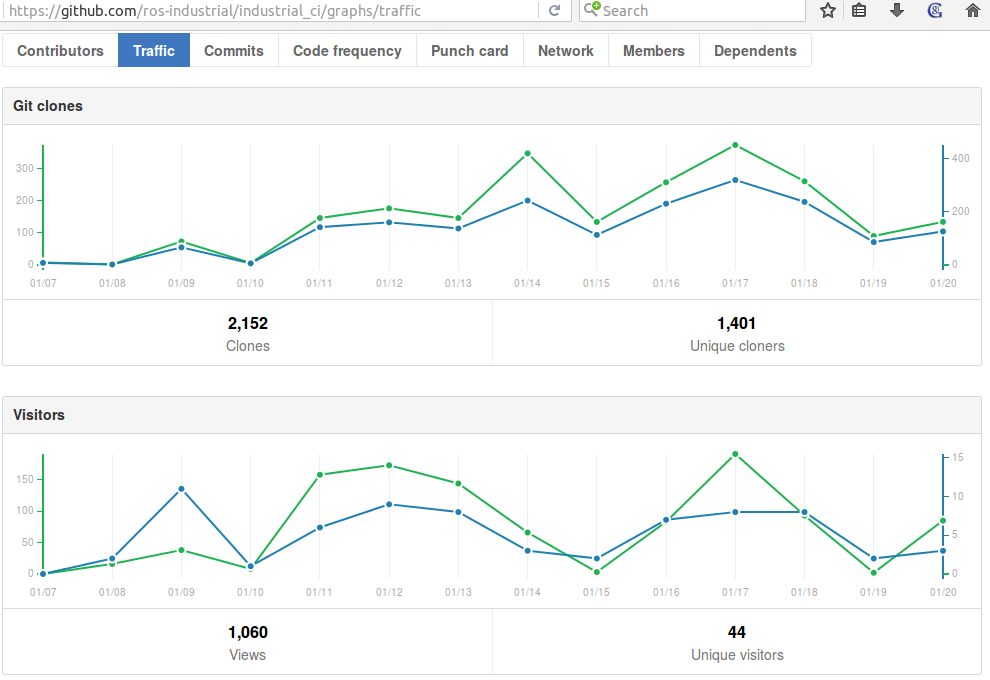 https://github.com/ros-industrial/industrial_ci/graphs/traffic Search
Contributors Traffic Commits Code frequency Punch card Network Members Dependents
Git clones
300 400
200 200
100
0 0
01/07 01/08 01/09 01/10 01/11 01/12 01/13 01/14 01/15 01/16 01/17 01/18 01/19 01/20
2,152 1,401
Clones Unique cloners
Visitors
150 15
100 10
50 5
0 0
01/07 01/08 01/09 01/10 01/11 01/12 01/13 01/14 01/15 01/16 01/17 01/18 01/19 01/20
1,060 44
Views Unique visitors